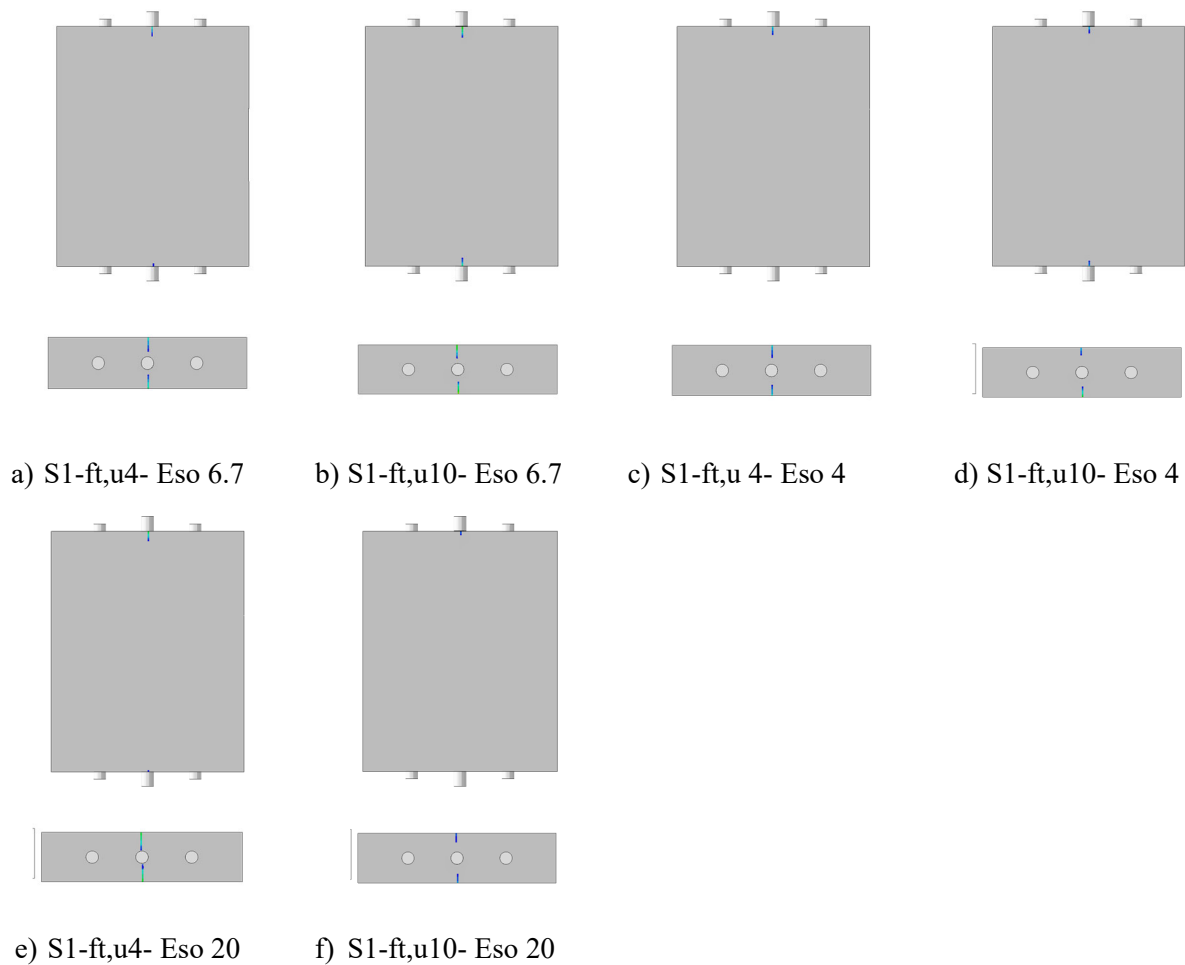 a) S1-ft,u4- Eso 6.7
b) S1-ft,u10- Eso 6.7
c) S1-ft,u 4- Eso 4
d) S1-ft,u10- Eso 4
e) S1-ft,u4- Eso 20
f) S1-ft,u10- Eso 20